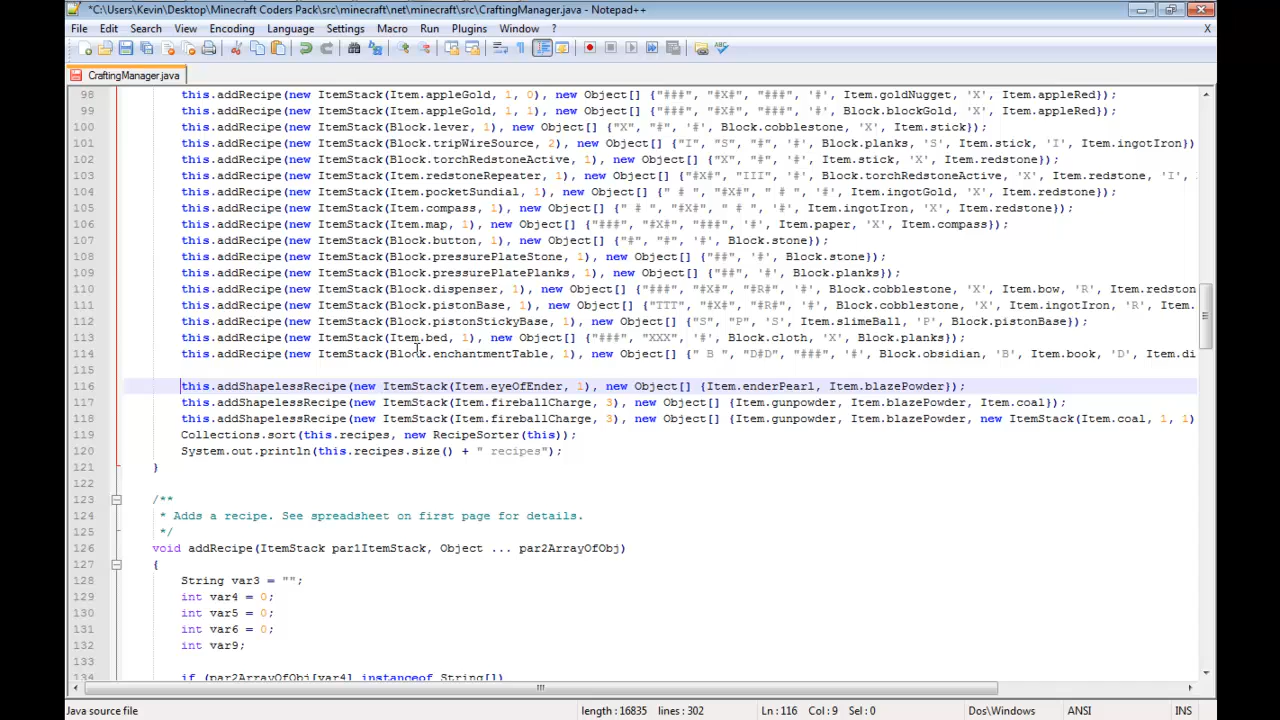 *C:\Users\Kevin\Desktop\Minecraft Coders Pack\src\minecraft\net\minecraft\src\CraftingManager.java - Notepad++
File Edit Search View Encoding Language Settings Macro Run Plugins Window ? X
CraftingManager.java
98 this.addRecipe(new ItemStack(Item.appleGold, 1, 0), new Object[] {"###", "#X#", "###", '#', Item.goldNugget, 'X', Item.appleRed});
99 this.addRecipe(new ItemStack(Item.appleGold, 1, 1), new Object[] {"###", "#X#", "###", '#', Block.blockGold, 'X', Item.appleRed});
100 this.addRecipe(new ItemStack(Block.lever, 1), new Object[] {"X", "#", '#', Block.cobblestone, 'X', Item.stick});
101 this.addRecipe(new ItemStack(Block.tripWireSource, 2), new Object[] {"I", "S", "#", '#', Block.planks, 'S', Item.stick, 'I', Item.ingotIron})
102 this.addRecipe(new ItemStack(Block.torchRedstoneActive, 1), new Object[] {"X", "#", '#', Item.stick, 'X', Item.redstone});
103 this.addRecipe(new ItemStack(Item.redstoneRepeater, 1), new Object[] {"#X#", "III", '#', Block.torchRedstoneActive, 'X', Item.redstone, 'I',
104 this.addRecipe(new ItemStack(Item.pocketSundial, 1), new Object[] {" # ", "#X#", " # ", '#', Item.ingotGold, 'X', Item.redstone});
105 this.addRecipe(new ItemStack(Item.compass, 1), new Object[] {" # ", "#X#", " # ", '#', Item.ingotIron, 'X', Item.redstone});
106 this.addRecipe(new ItemStack(Item.map, 1), new Object[] {"###", "#X#", "###", '#', Item.paper, 'X', Item.compass});
107 this.addRecipe(new ItemStack(Block.button, 1), new Object[] {"#", "#", '#', Block.stone});
108 this.addRecipe(new ItemStack(Block.pressurePlateStone, 1), new Object[] {"##", '#', Block.stone});
109 this.addRecipe(new ItemStack(Block.pressurePlatePlanks, 1), new Object[] {"##", '#', Block.planks});
110 this.addRecipe(new ItemStack(Block.dispenser, 1), new Object[] {"###", "#X#", "#R#", '#', Block.cobblestone, 'X', Item.bow, 'R', Item.redston
111 this.addRecipe(new ItemStack(Block.pistonBase, 1), new Object[] {"TTT", "#X#", "#R#", '#', Block.cobblestone, 'X', Item.ingotIron, 'R', Item.
112 this.addRecipe(new ItemStack(Block.pistonStickyBase, 1), new Object[] {"S", "P", 'S', Item.slimeBall, 'P', Block.pistonBase});
113 this.addRecipe(new ItemStack(Item.bed, 1), new Object[] {"###", "XXX", '#', Block.cloth, 'X', Block.planks});
114 this.addRecipe(new ItemStack(Block.enchantmentTable, 1), new Object[] {" B ", "D#D", "###", '#', Block.obsidian, 'B', Item.book, 'D', Item.di
115
116 this.addShapelessRecipe(new ItemStack(Item.eyeOfEnder, 1), new Object[] {Item.enderPearl, Item.blazePowder});
117 this.addShapelessRecipe(new ItemStack(Item.fireballCharge, 3), new Object[] {Item.gunpowder, Item.blazePowder, Item.coal});
118 this.addShapelessRecipe(new ItemStack(Item.fireballCharge, 3), new Object[] {Item.gunpowder, Item.blazePowder, new ItemStack(Item.coal, 1, 1)
119 Collections.sort(this.recipes, new RecipeSorter(this));
120 System.out.println(this.recipes.size() + " recipes");
121 }
122
123 /**
124 * Adds a recipe. See spreadsheet on first page for details.
125 */
126 void addRecipe(ItemStack par1ItemStack, Object ... par2ArrayOfObj)
127 {
128 String var3 = "";
129 int var4 = 0;
130 int var5 = 0;
131 int var6 = 0;
132 int var9;
133
134 if (par2ArrayOfObj[var4] instanceof String[])
Java source file length : 16835 lines : 302 Ln : 116 Col : 9 Sel : 0 Dos\Windows ANSI INS